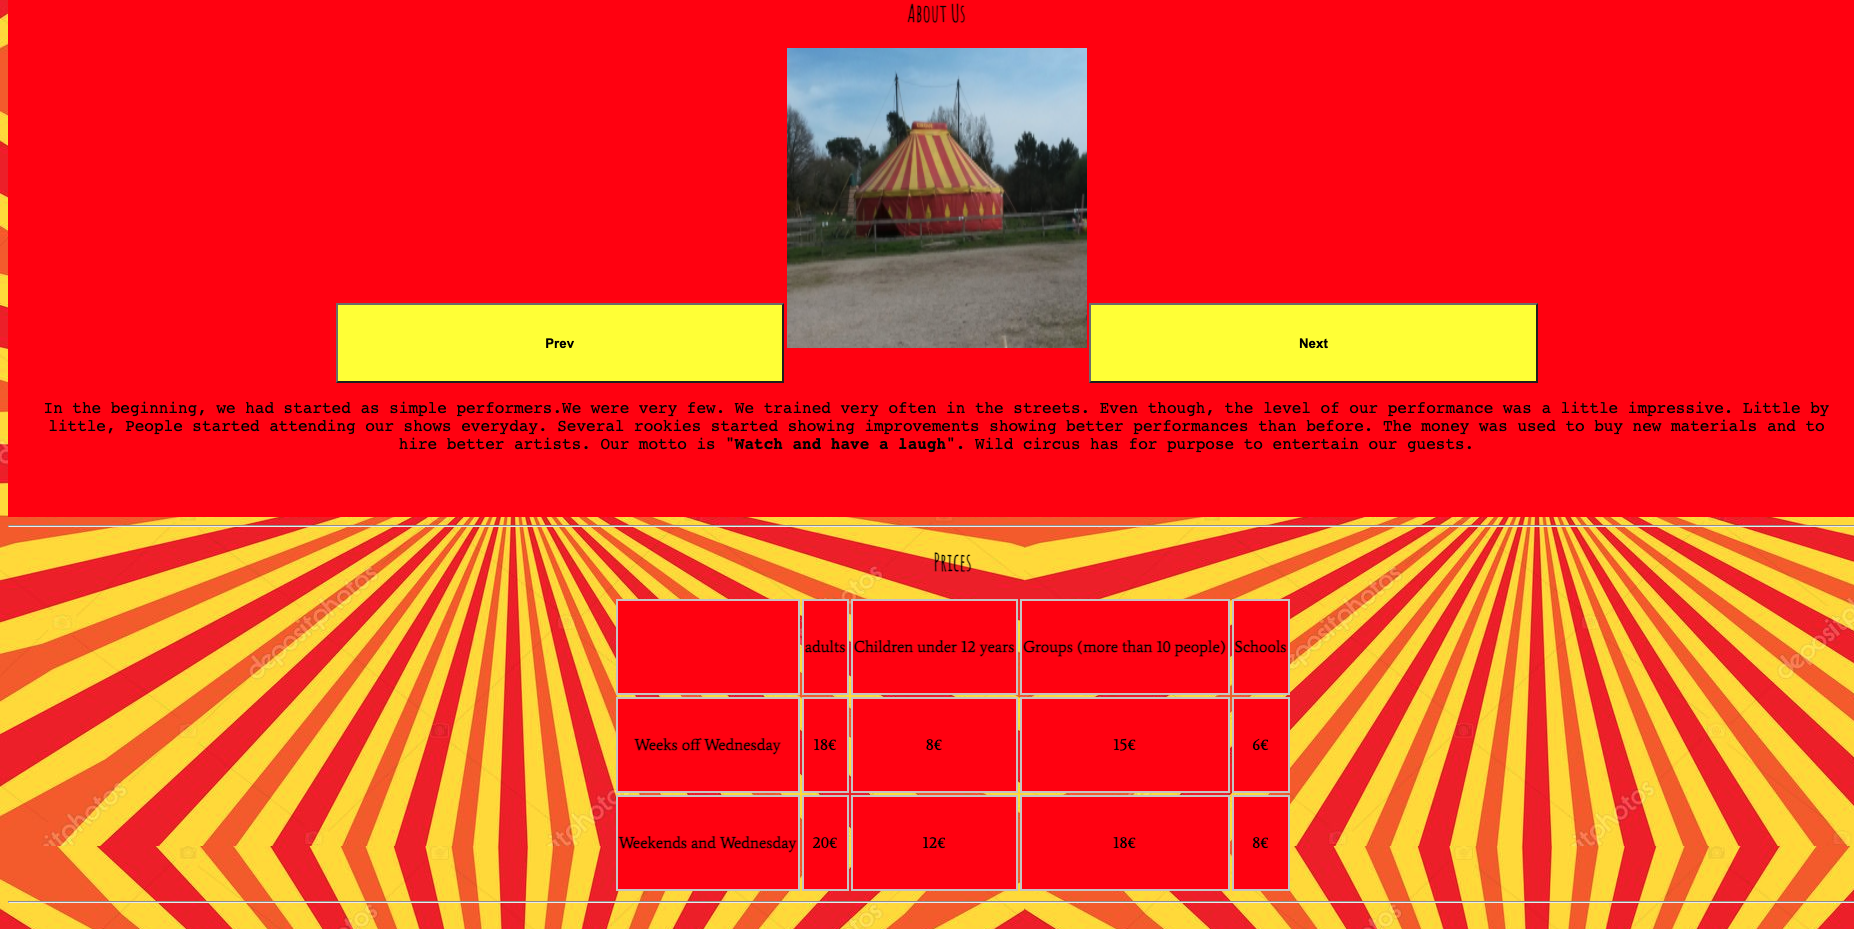 About Us
Prev
Next
In the beginning, we had started as simple performers.We were very few. We trained very often in the streets. Even though, the level of our performance was a little impressive. Little by
little, People started attending our shows everyday. Several rookies started showing improvements showing better performances than before. The money was used to buy new materials and to
hire better artists. Our motto is "Watch and have a laugh". Wild circus has for purpose to entertain our guests.
Prices
depositphotos
adults
Children under 12 years
Groups (more than 10 people)
Schools
Weeks off Wednesday
18€
8€
15€
6€
Weekends and Wednesday
20€
12€
18€
8€